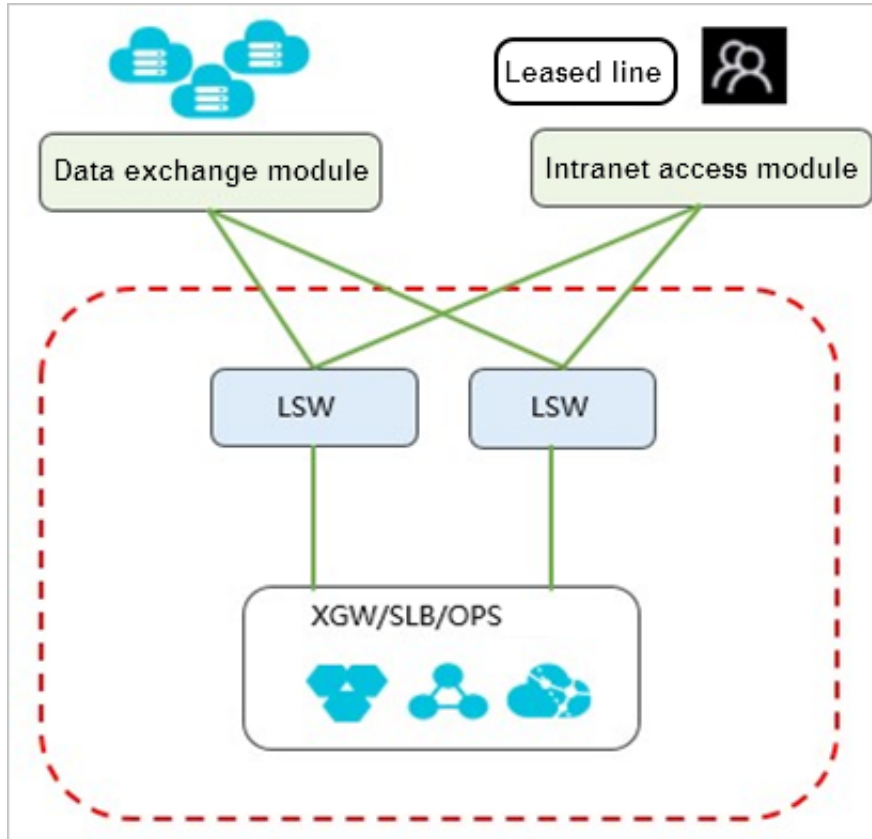 Leased line
Data exchange module
Intranet access module
LSW
LSW
XGW/SLB/OPS